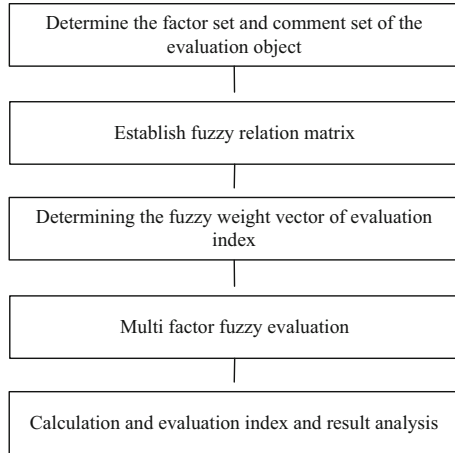 Determine the factor set and comment set of the
evaluation object
Establish fuzzy relation matrix
Determining the fuzzy weight vector of evaluation
index
Multi factor fuzzy evaluation
Calculation and evaluation index and result analysis